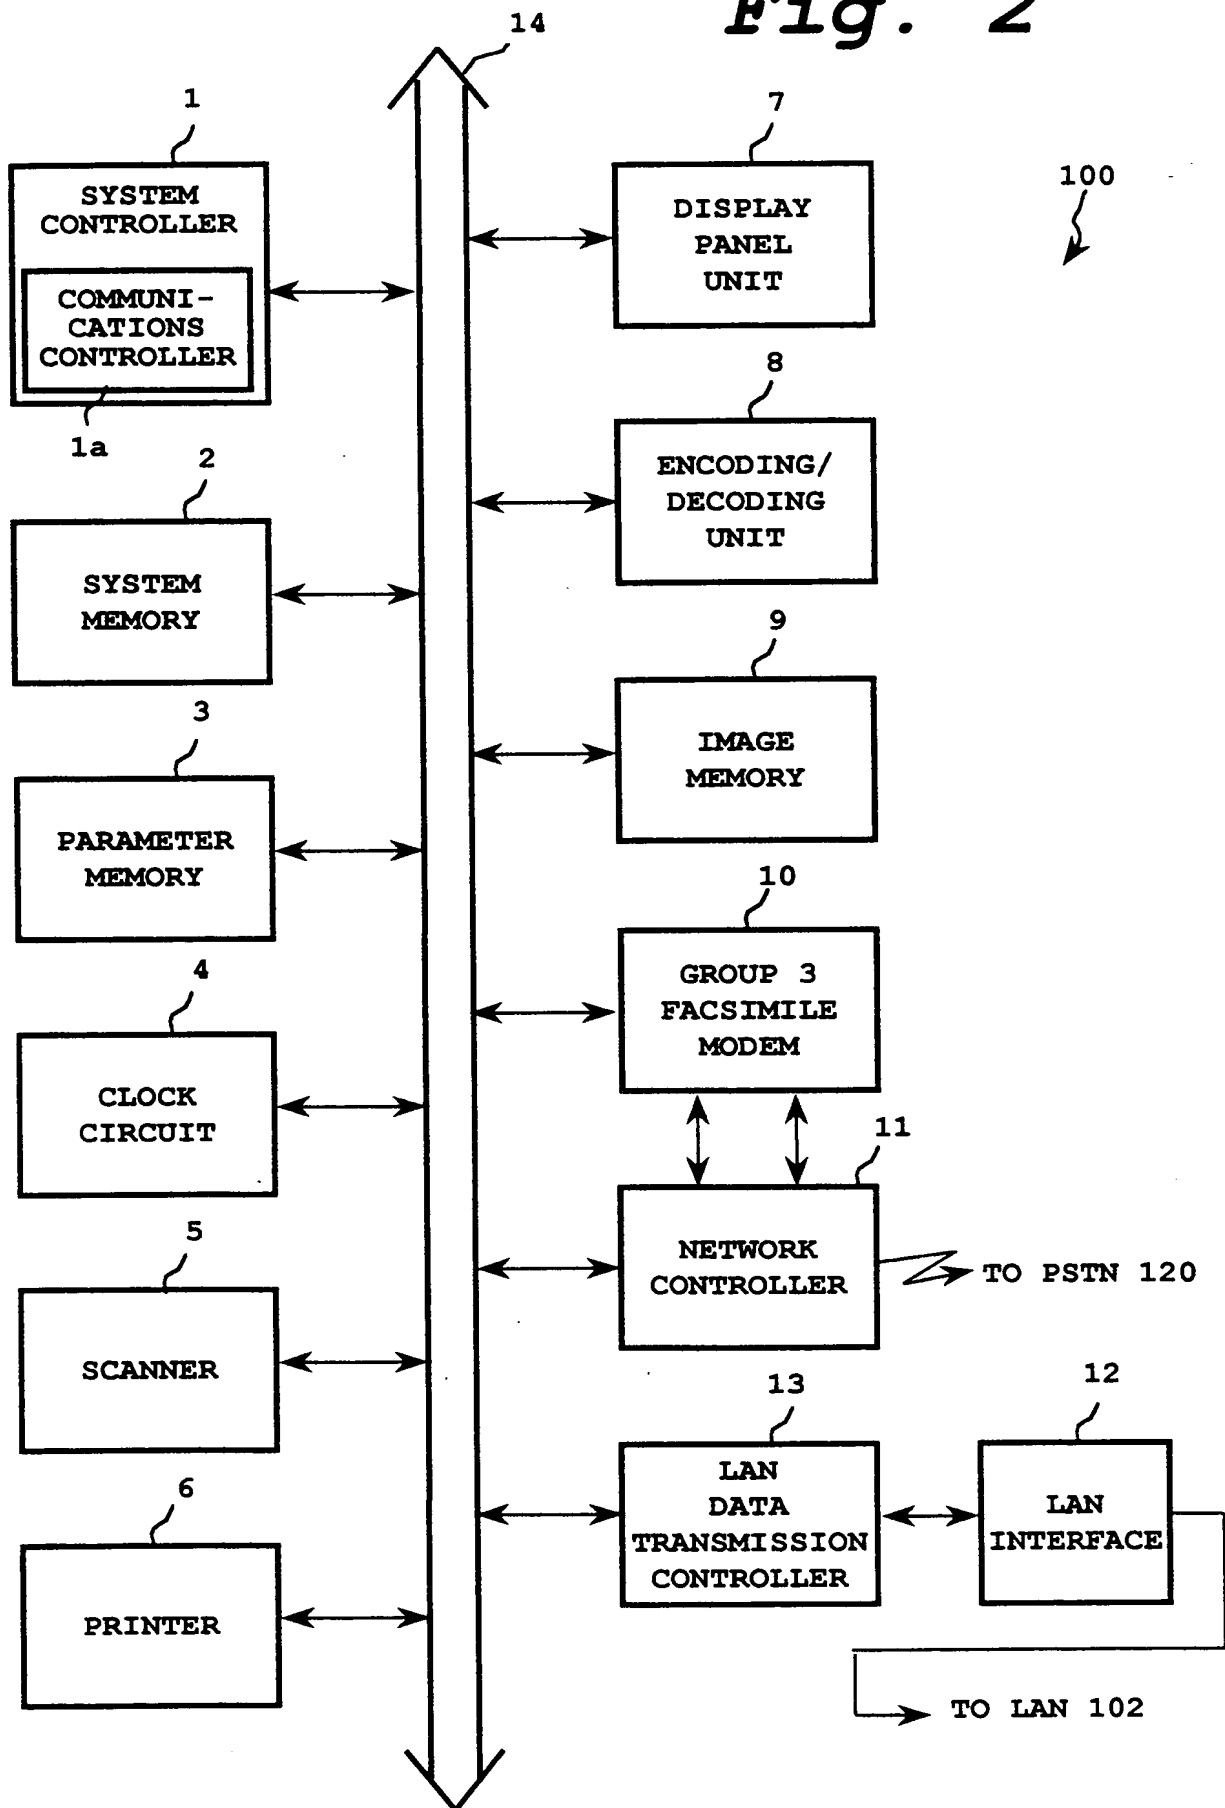 Fig. 2
14
1
SYSTEM
CONTROLLER
COMMUNI-
CATIONS
CONTROLLER
1a
2
SYSTEM
MEMORY
3
PARAMETER
MEMORY
4
CLOCK
CIRCUIT
5
SCANNER
6
PRINTER
7
DISPLAY
PANEL
UNIT
100
8
ENCODING/
DECODING
UNIT
9
IMAGE
MEMORY
10
GROUP 3
FACSIMILE
MODEM
11
NETWORK
CONTROLLER
TO PSTN 120
13
LAN
DATA
TRANSMISSION
CONTROLLER
12
LAN
INTERFACE
TO LAN 102